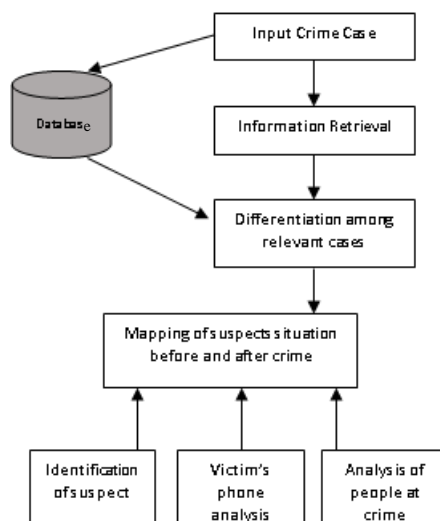 Input Crime Case
Database
Information Retrieval
Differentiation among
relevant cases
Mapping of suspects situation
before and after crime
Identification
of suspect
Victim's
phone
analysis
Analysis of
people at
crime